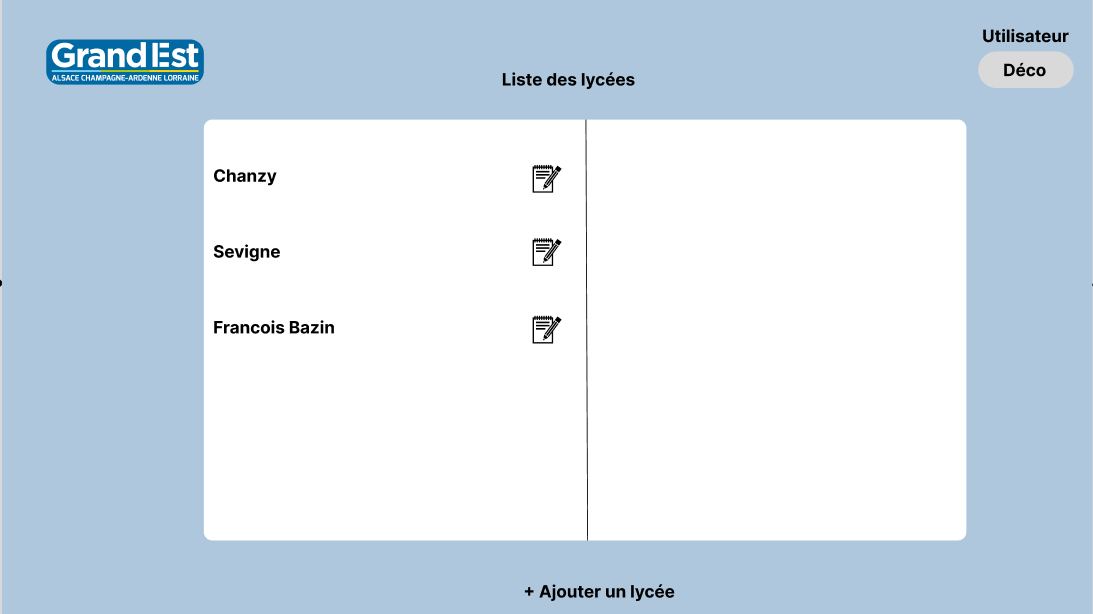 Grand Est
ALSACE CHAMPAGNE-ARDENNE LORRAINE
Utilisateur
Déco
Liste des lycées
Chanzy
Sevigne
Francois Bazin
+ Ajouter un lycée